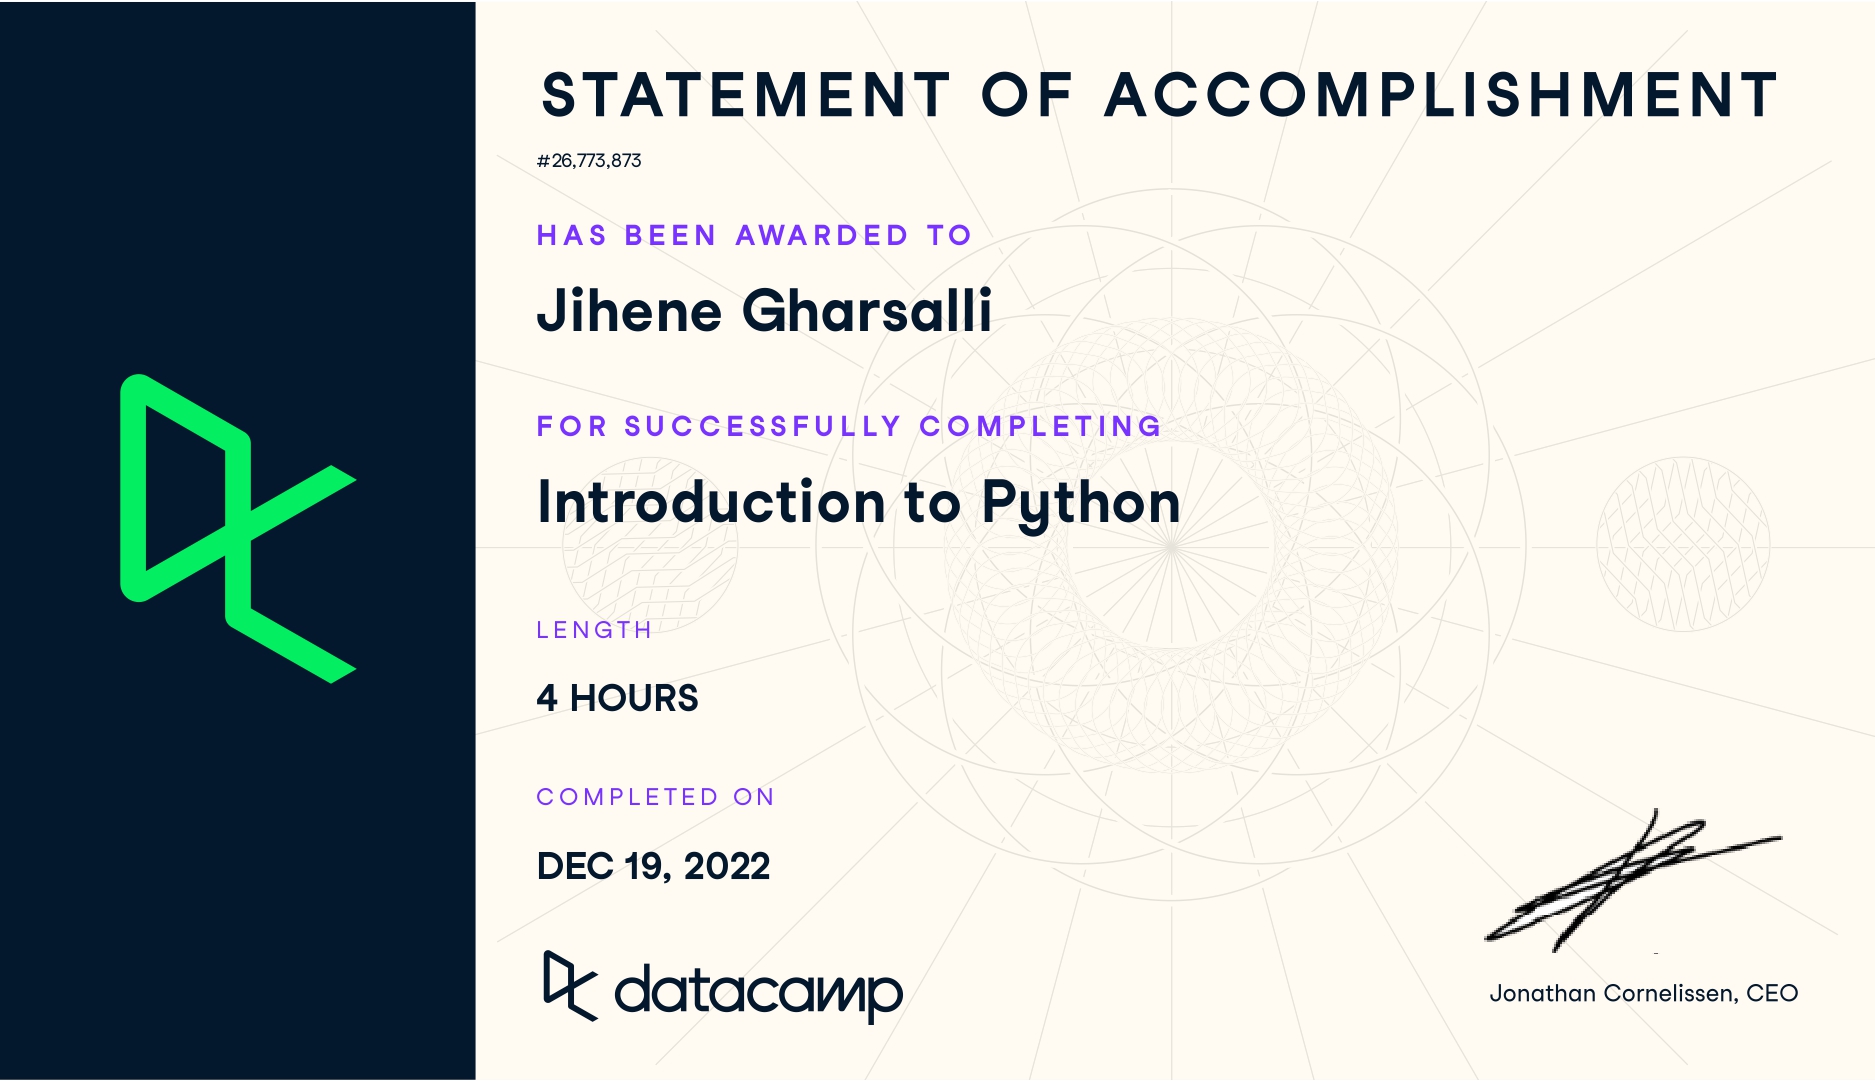 STATEMENT OF ACCOMPLISHMENT
#26,773,873
HAS BEEN AWARDED TO
Jihene Gharsalli
FOR SUCCESSFULLY COMPLETING
Introduction to Python
LENGTH
4 HOURS
COMPLETED ON
DEC 19, 2022
datacamp
Jonathan Cornelissen, CEO